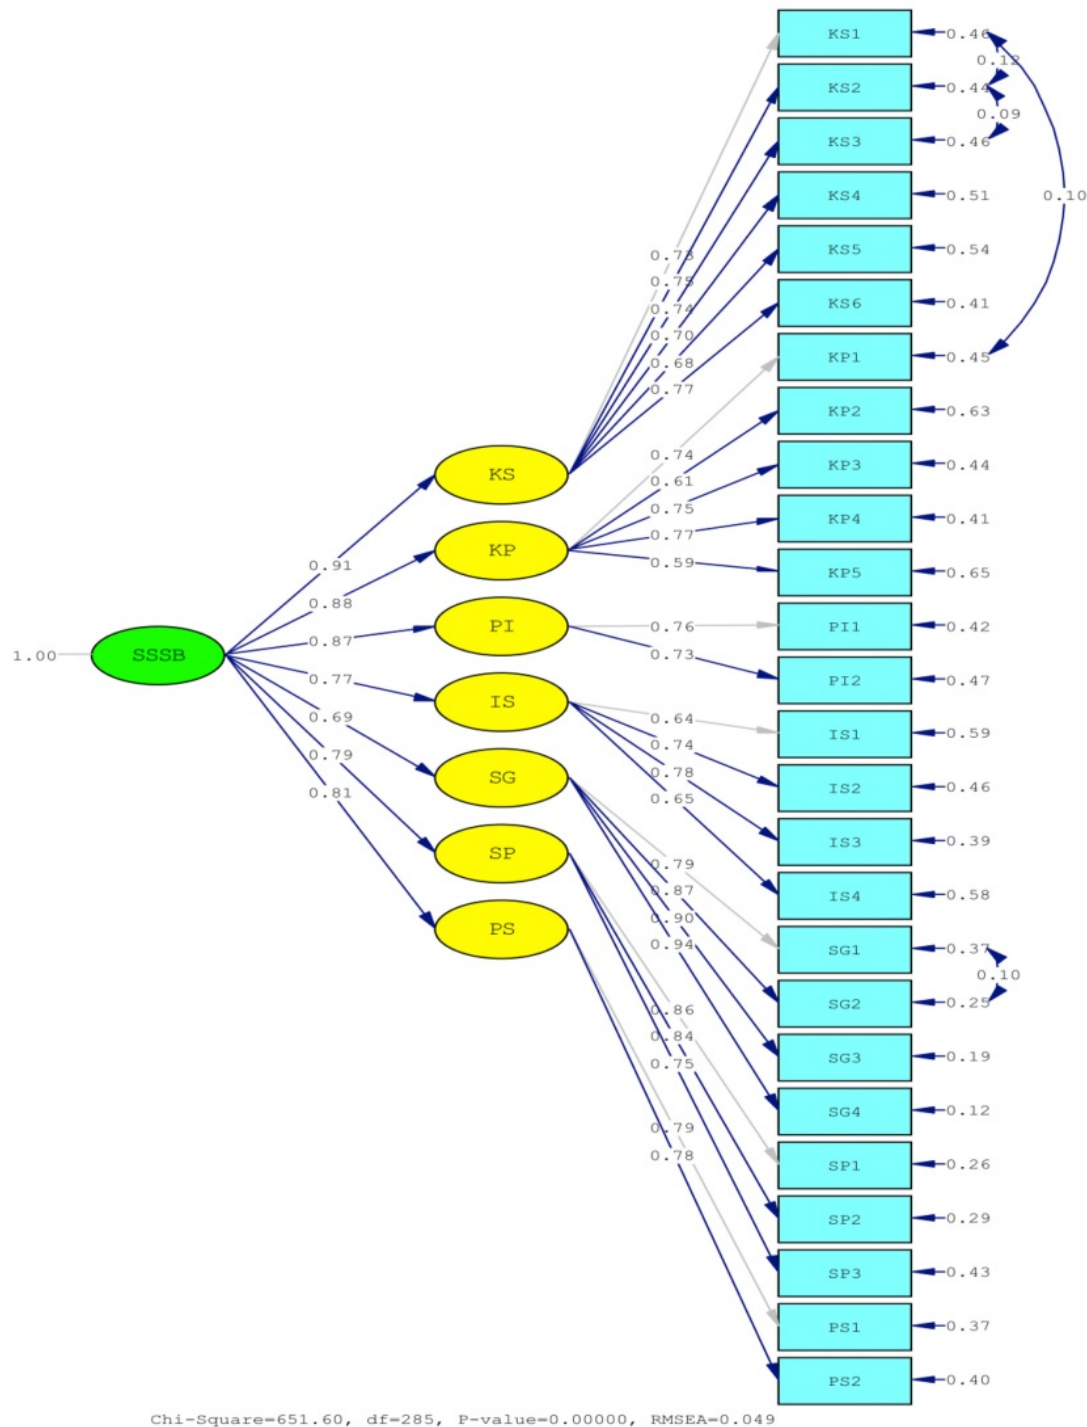 KS1
0.46
0.12
KS2
0.44
0.09
KS3
0.46
KS4
0.51
0.10
KS5
0.54
KS6
0.41
KP1
0.45
KP2
0.63
KP3
0.44
KP4
0.41
KP5
0.65
PI1
0.42
PI2
0.47
IS1
0.59
IS2
0.46
IS3
0.39
IS4
0.58
SG1
0.37
0.10
SG2
0.25
SG3
0.19
SG4
0.12
SP1
0.26
SP2
0.29
SP3
0.43
PS1
0.37
PS2
0.40
0.73
0.75
0.74
0.70
0.68
0.77
0.74
0.61
0.75
0.77
0.59
0.76
0.73
0.64
0.74
0.78
0.65
0.79
0.87
0.90
0.94
0.86
0.84
0.75
0.79
0.78
KS
KP
PI
IS
SG
SP
PS
0.91
0.88
0.87
0.77
0.69
0.79
0.81
1.00
SSSB
Chi-Square=651.60, df=285, P-value=0.00000, RMSEA=0.049